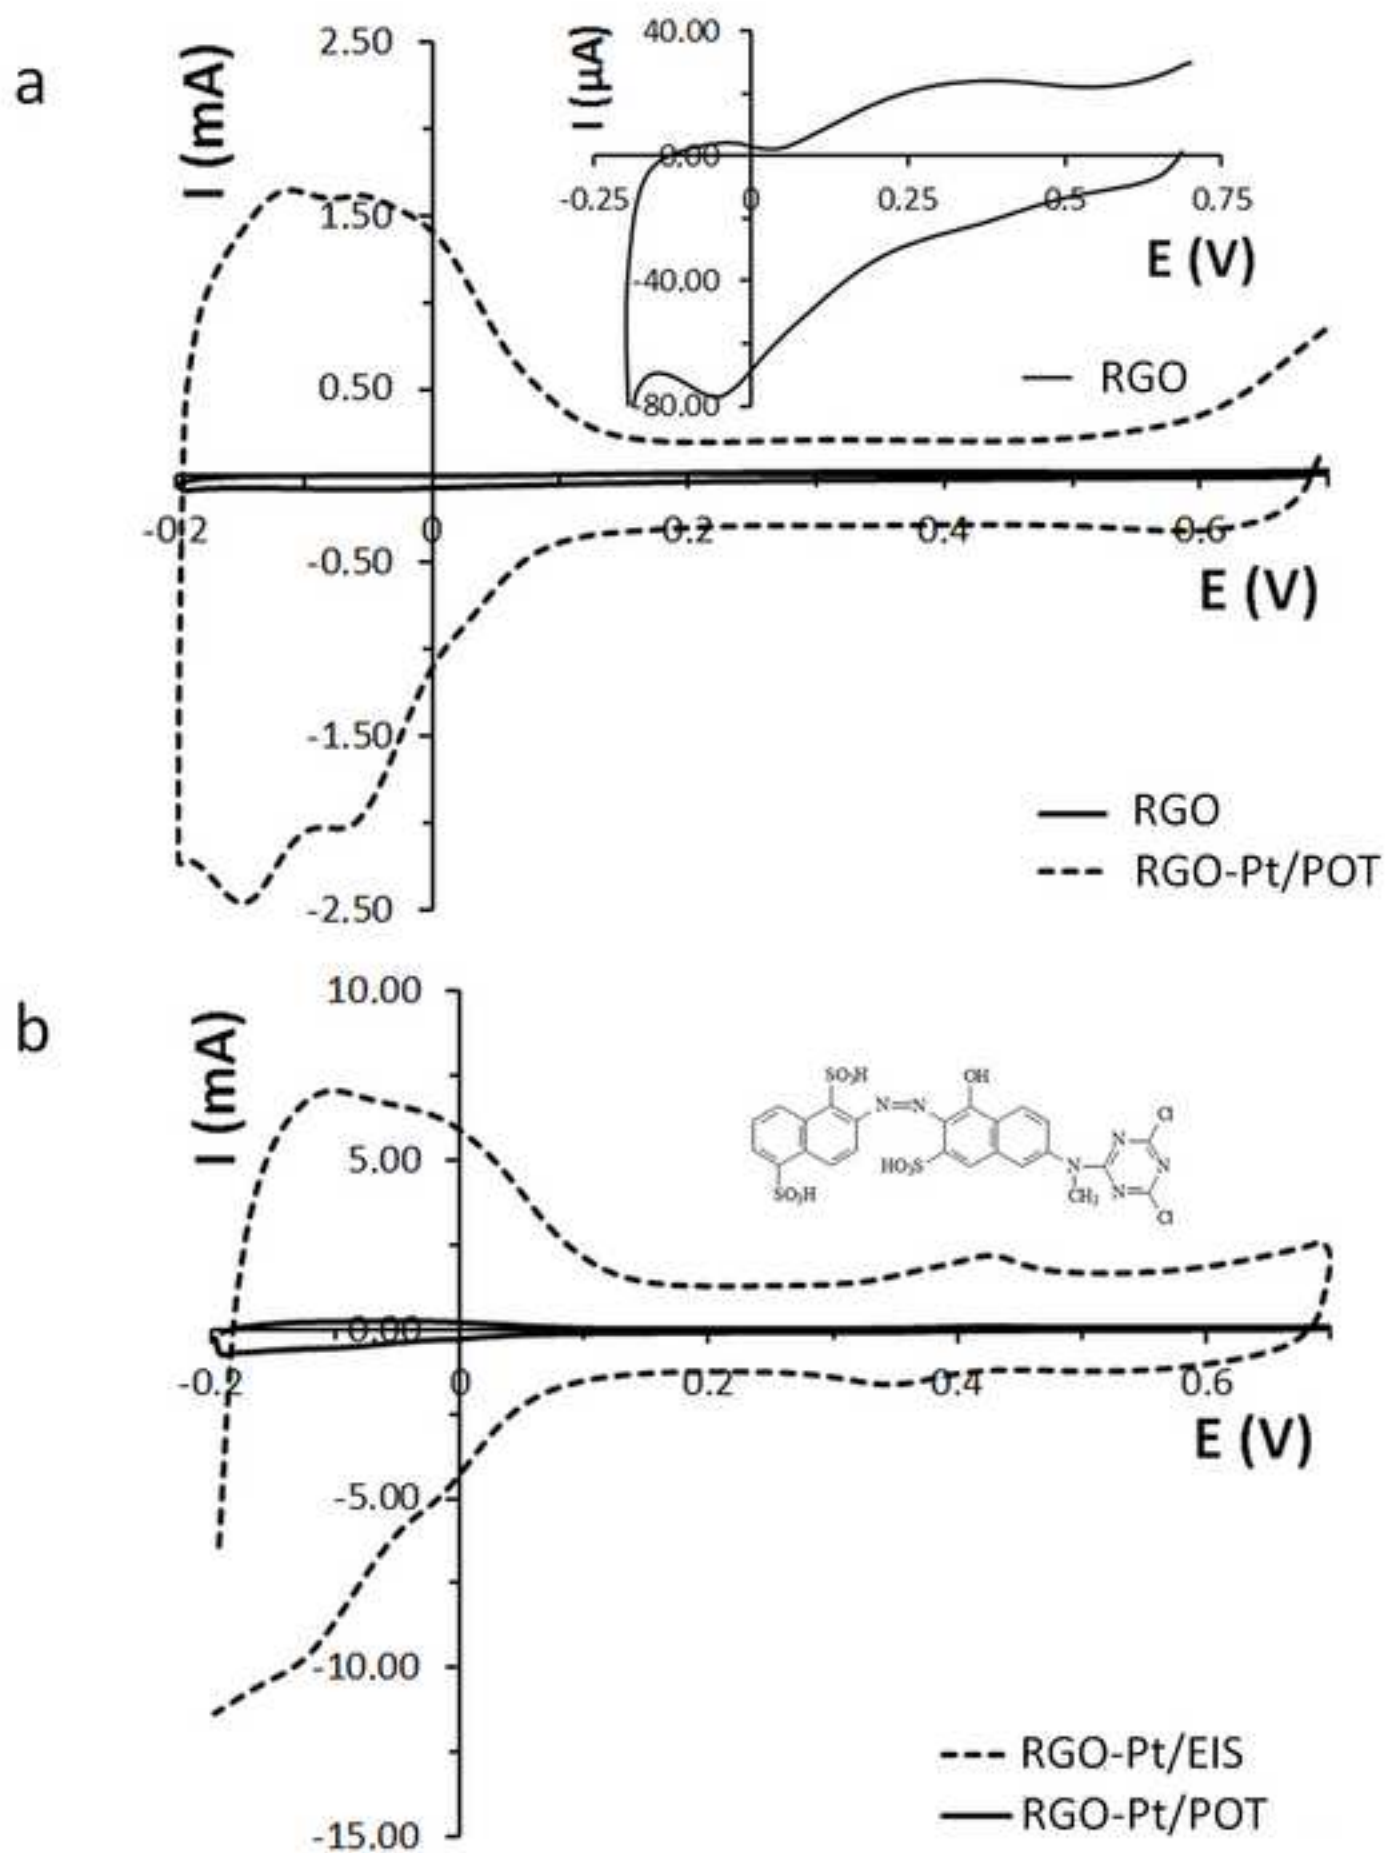 a
I (mA)
2.50
1.50
0.50
-0.50
-1.50
-2.50
-0.2 0 0.2 0.4 0.6
E (V)
I (µA)
40.00
0.00
-40.00
-80.00
-0.25 0 0.25 0.5 0.75
E (V)
RGO
RGO
RGO-Pt/POT
b
I (mA)
10.00
5.00
0.00
-5.00
-10.00
-15.00
-0.2 0 0.2 0.4 0.6
E (V)
SO₃H
OH
N=N
Cl
N
HO₃S
N
N
SO₃H
CH₃
N
Cl
RGO-Pt/EIS
RGO-Pt/POT